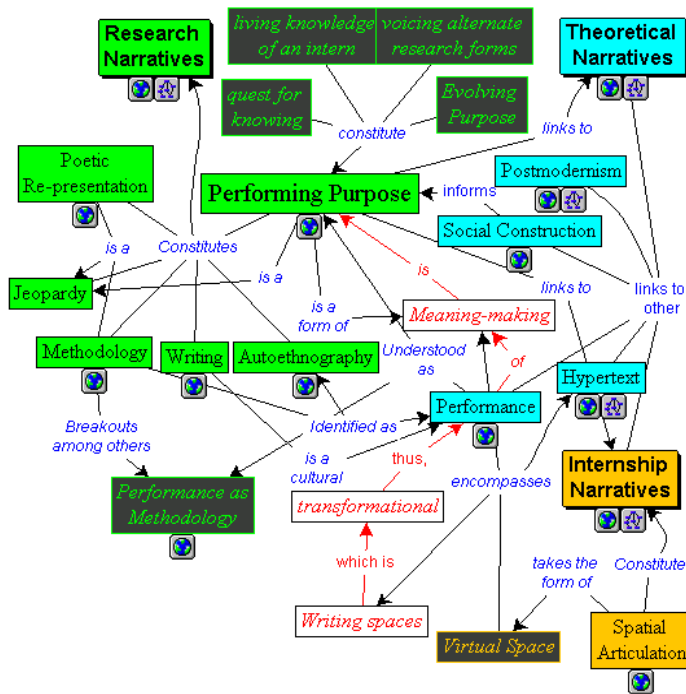 Research
Narratives
living knowledge
of an intern
voicing alternate
research forms
Theoretical
Narratives
quest for
knowing
Evolving
Purpose
constitute
links to
Poetic
Re-presentation
Performing Purpose
informs
Postmodernism
Social Construction
is a
Constitutes
is a
is
links to
links to
other
Jeopardy
is a
form of
Meaning-making
Methodology
Writing
Autoethnography
Understood
as
of
Hypertext
Performance
Breakouts
among others
Identified as
is a
cultural
thus,
encompasses
Internship
Narratives
Performance as
Methodology
transformational
which is
takes the
form of
Constitute
Writing spaces
Virtual Space
Spatial
Articulation